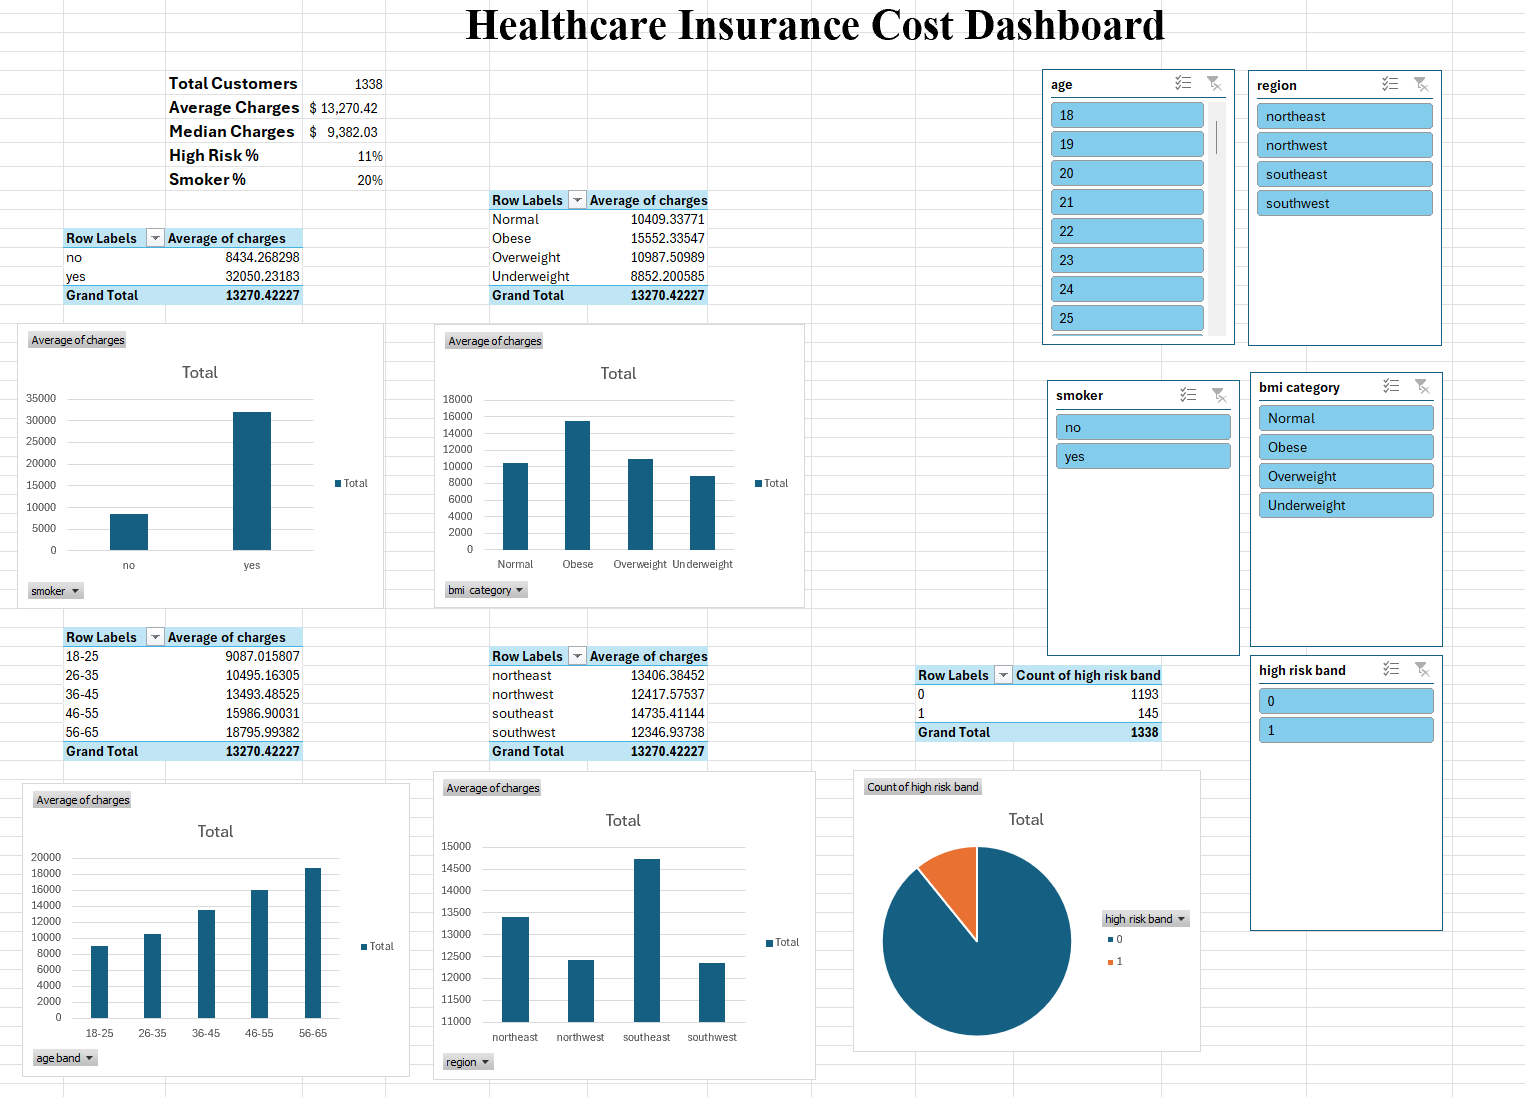 Healthcare Insurance Cost Dashboard
Total Customers 1338
Average Charges $ 13,270.42
Median Charges $ 9,382.03
High Risk % 11%
Smoker % 20%
Row Labels Average of charges
no 8434.268298
yes 32050.23183
Grand Total 13270.42227
Row Labels Average of charges
Normal 10409.33771
Obese 15552.33547
Overweight 10987.50989
Underweight 8852.200585
Grand Total 13270.42227
age
18
19
20
21
22
23
24
25
region
northeast
northwest
southeast
southwest
Average of charges
Total
35000
30000
25000
20000
15000
10000
5000
0
no yes
Total
smoker
Average of charges
Total
18000
16000
14000
12000
10000
8000
6000
4000
2000
0
Normal Obese Overweight Underweight
Total
bmi category
smoker
no
yes
bmi category
Normal
Obese
Overweight
Underweight
Row Labels Average of charges
18-25 9087.015807
26-35 10495.16305
36-45 13493.48525
46-55 15986.90031
56-65 18795.99382
Grand Total 13270.42227
Row Labels Average of charges
northeast 13406.38452
northwest 12417.57537
southeast 14735.41144
southwest 12346.93738
Grand Total 13270.42227
Row Labels Count of high risk band
0 1193
1 145
Grand Total 1338
high risk band
0
1
Average of charges
Total
20000
18000
16000
14000
12000
10000
8000
6000
4000
2000
0
18-25 26-35 36-45 46-55 56-65
Total
age band
Average of charges
Total
15000
14500
14000
13500
13000
12500
12000
11500
11000
northeast northwest southeast southwest
Total
region
Count of high risk band
Total
high risk band
0
1